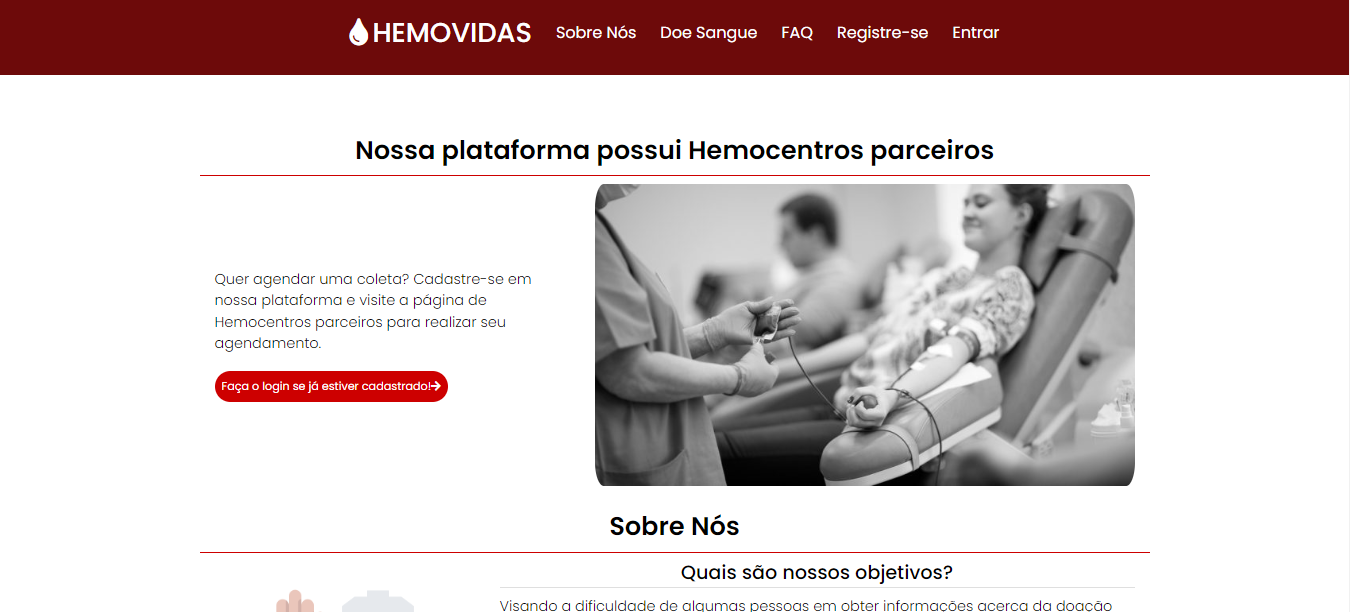 HEMOVIDAS Sobre Nós Doe Sangue FAQ Registre-se Entrar
Nossa plataforma possui Hemocentros parceiros
Quer agendar uma coleta? Cadastre-se em
nossa plataforma e visite a página de
Hemocentros parceiros para realizar seu
agendamento.
Faça o login se já estiver cadastrado!
Sobre Nós
Quais são nossos objetivos?
Visando a dificuldade de algumas pessoas em obter informações acerca da doação